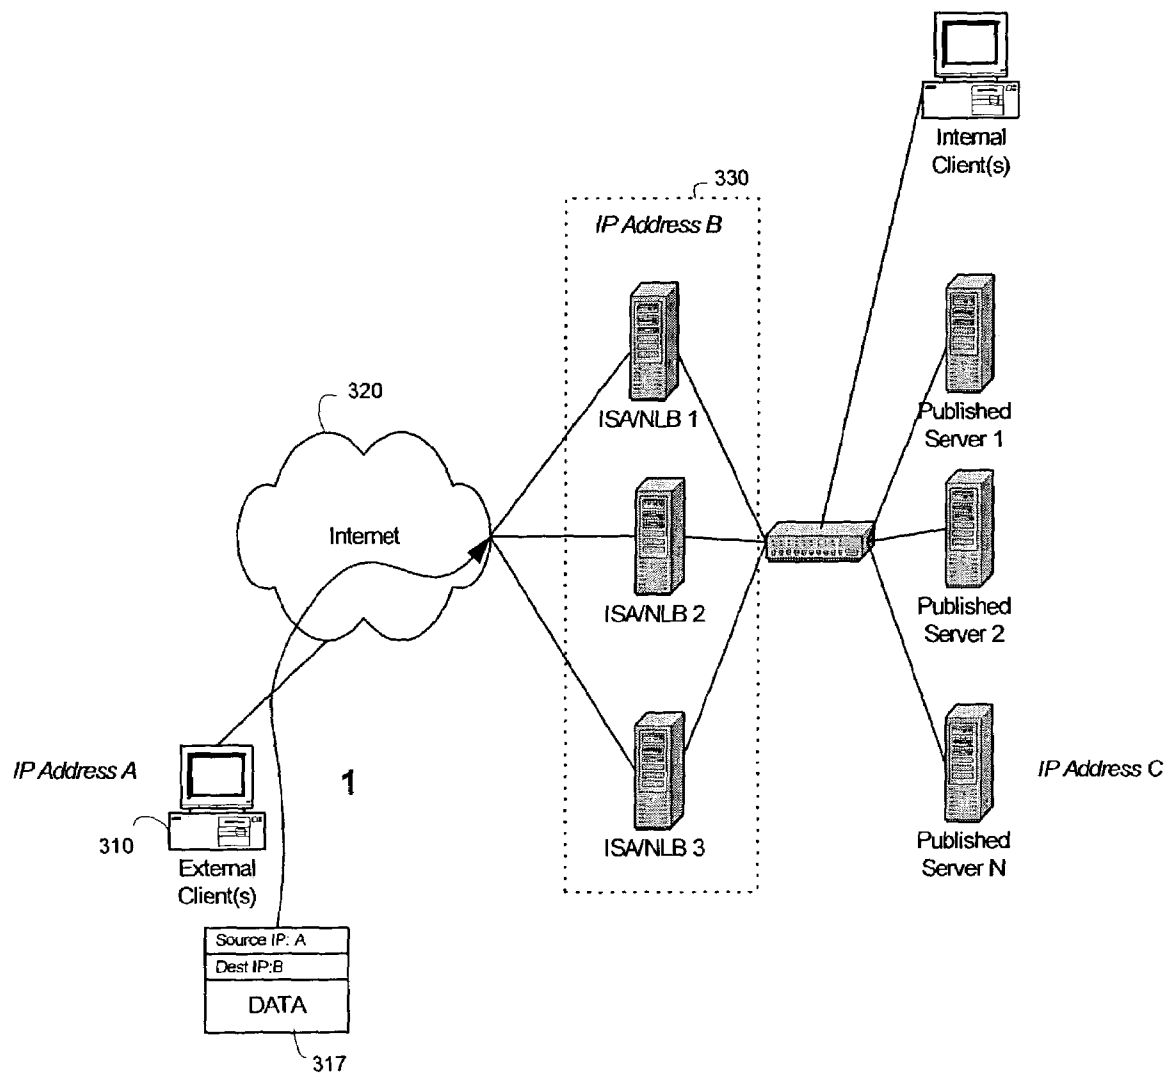 Internal
Client(s)
330
IP Address B
Published
Server 1
320
ISA/NLB 1
Internet
Published
Server 2
ISA/NLB 2
IP Address A
1
IP Address C
310
External
Client(s)
ISA/NLB 3
Published
Server N
Source IP: A
Dest IP:B
DATA
317